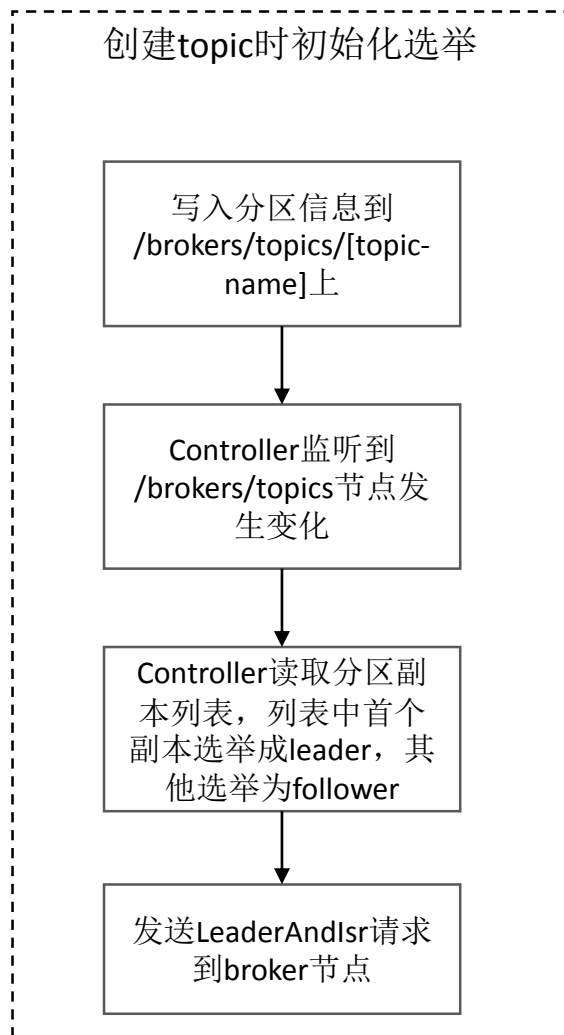 创建topic时初始化选举
写入分区信息到
/brokers/topics/[topic-
name]上
Controller监听到
/brokers/topics节点发
生变化
Controller读取分区副
本列表，列表中首个
副本选举成leader，其
他选举为follower
发送LeaderAndIsr请求
到broker节点